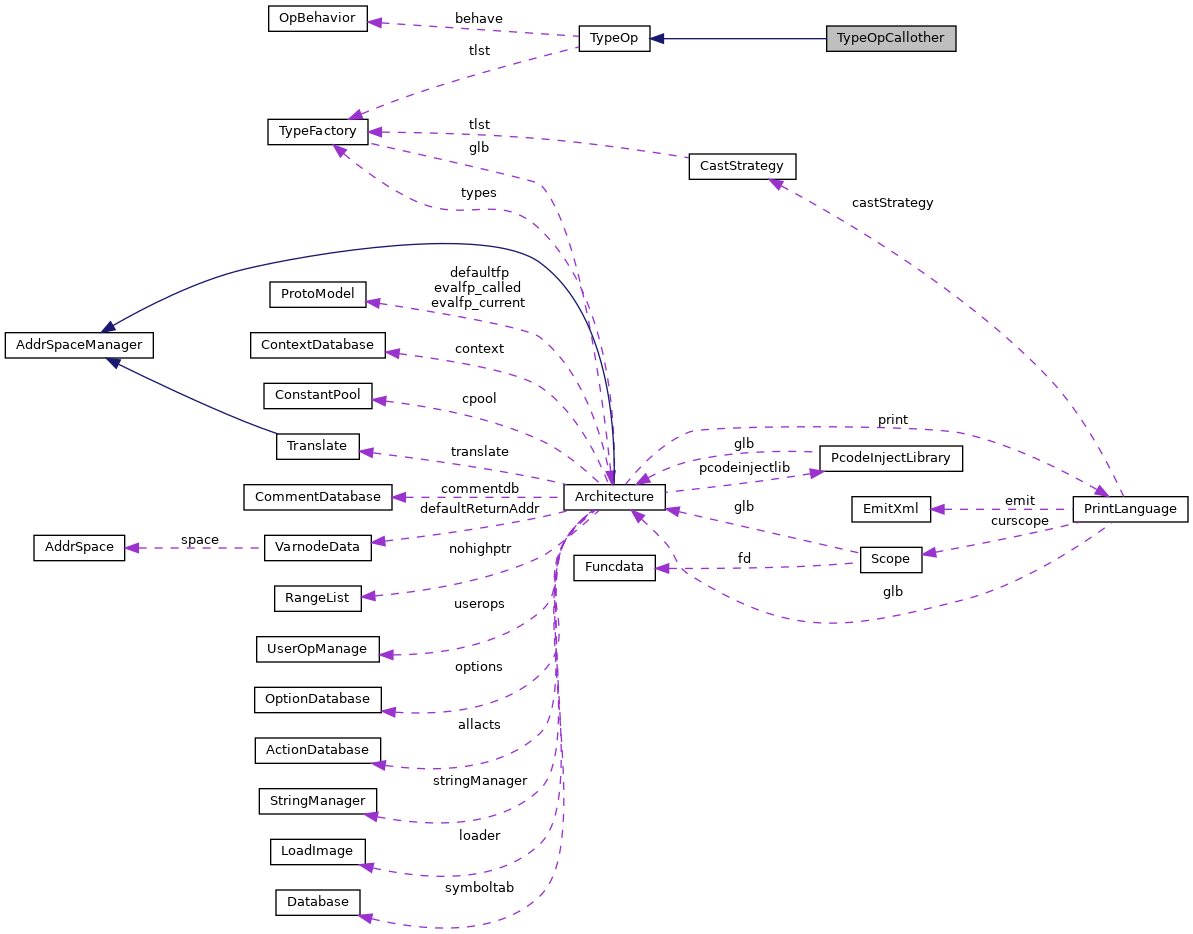 OpBehavior
behave
TypeOp
TypeOpCallother
tlst
TypeFactory
tlst
glb
CastStrategy
types
castStrategy
defaultfp
evalfp_called
evalfp_current
ProtoModel
AddrSpaceManager
ContextDatabase
context
ConstantPool
cpool
print
Translate
translate
glb
PcodeInjectLibrary
pcodeinjectlib
CommentDatabase
commentdb
Architecture
defaultReturnAddr
glb
EmitXml
emit
PrintLanguage
curscope
AddrSpace
space
VarnodeData
nohighptr
Funcdata
fd
Scope
RangeList
userops
glb
UserOpManage
options
OptionDatabase
allacts
ActionDatabase
stringManager
StringManager
loader
LoadImage
symboltab
Database